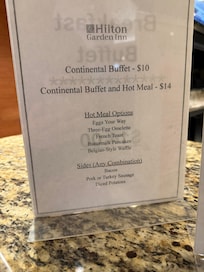 Hilton
Garden Inn
Continental Buffet - $10
Continental Buffet and Hot Meal - $14
Hot Meal Options
Eggs Your Way
Three-Egg Omelette
French Toast
Buttermilk Pancakes
Belgian-Style Waffle
Sides (Any Combination)
Bacon
Pork or Turkey Sausage
Diced Potatoes